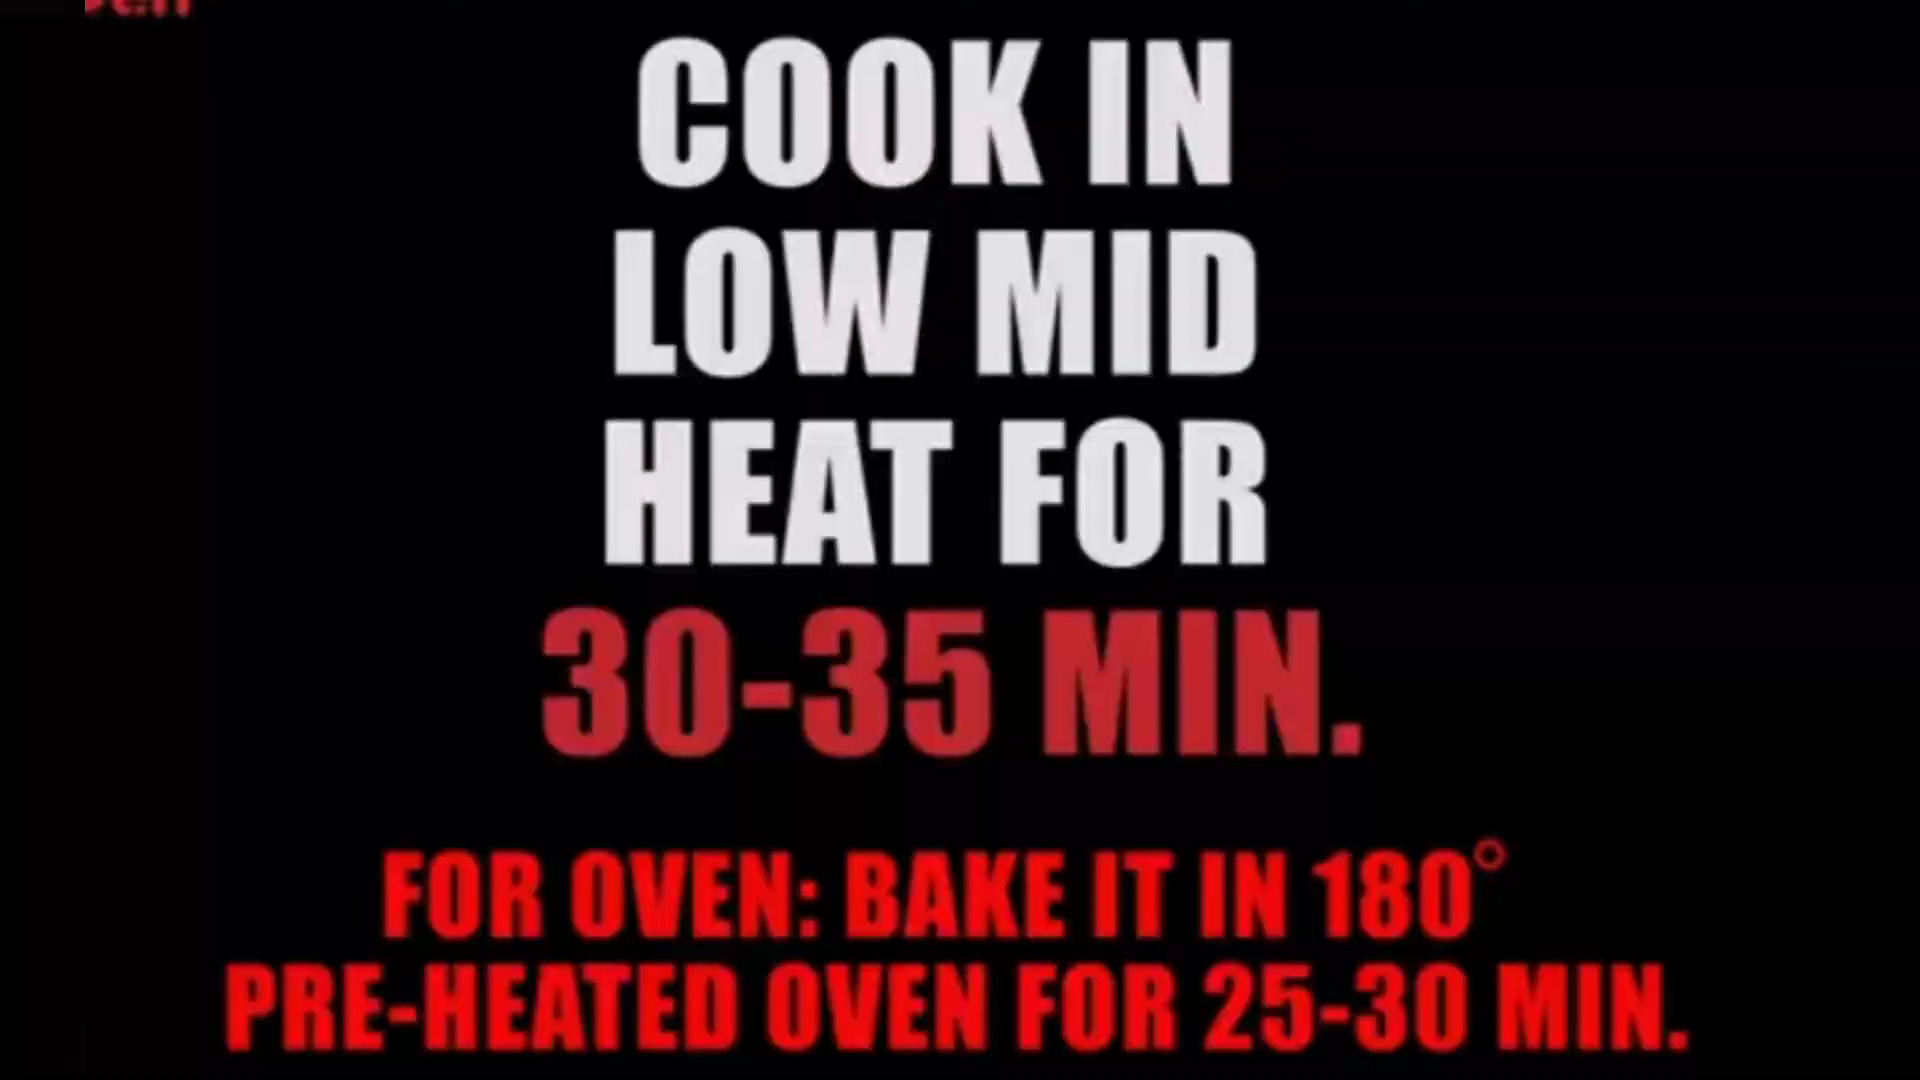 COOK IN
LOW MID
HEAT FOR
30-35 MIN.
FOR OVEN: BAKE IT IN 180°
PRE-HEATED OVEN FOR 25-30 MIN.